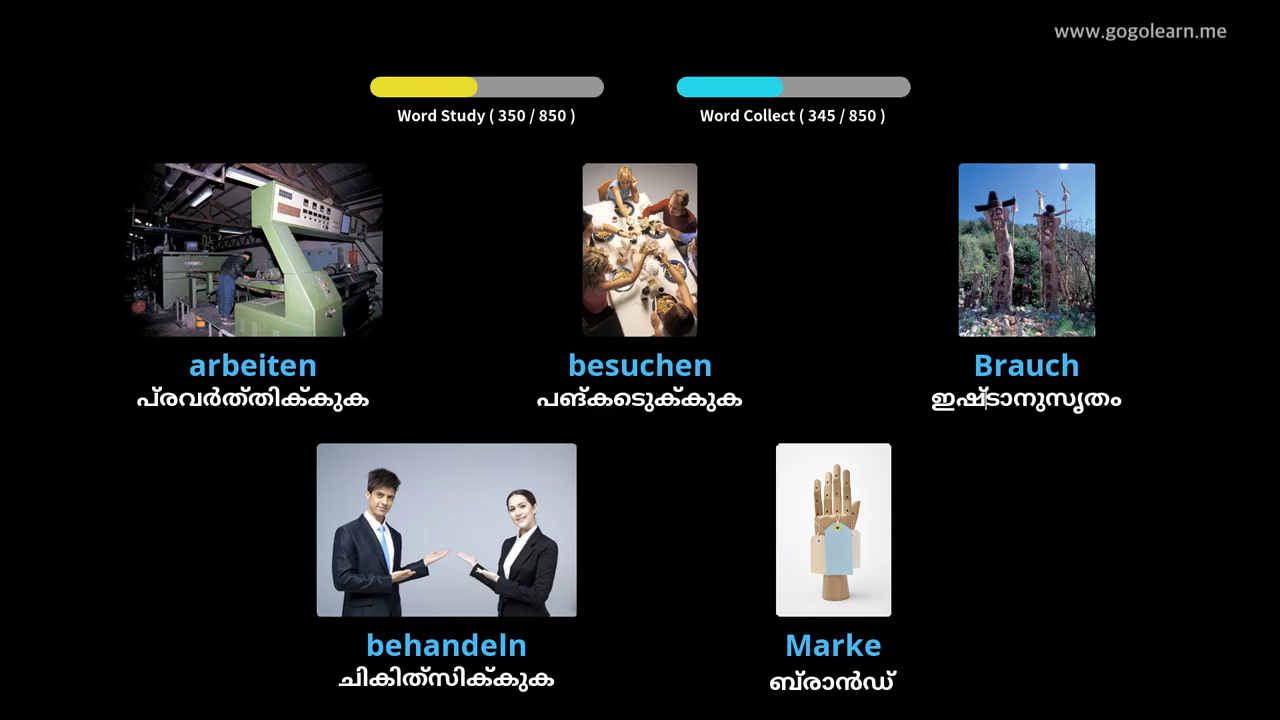 www.gogolearn.me
Word Study ( 350 / 850 )
Word Collect ( 345 / 850 )
arbeiten
പ്രവർത്തിക്കുക
besuchen
പങ്കെടുക്കുക
Brauch
ഇഷ്ടാനുസൃതം
behandeln
ചികിത്സിക്കുക
Marke
ബ്രാൻഡ്